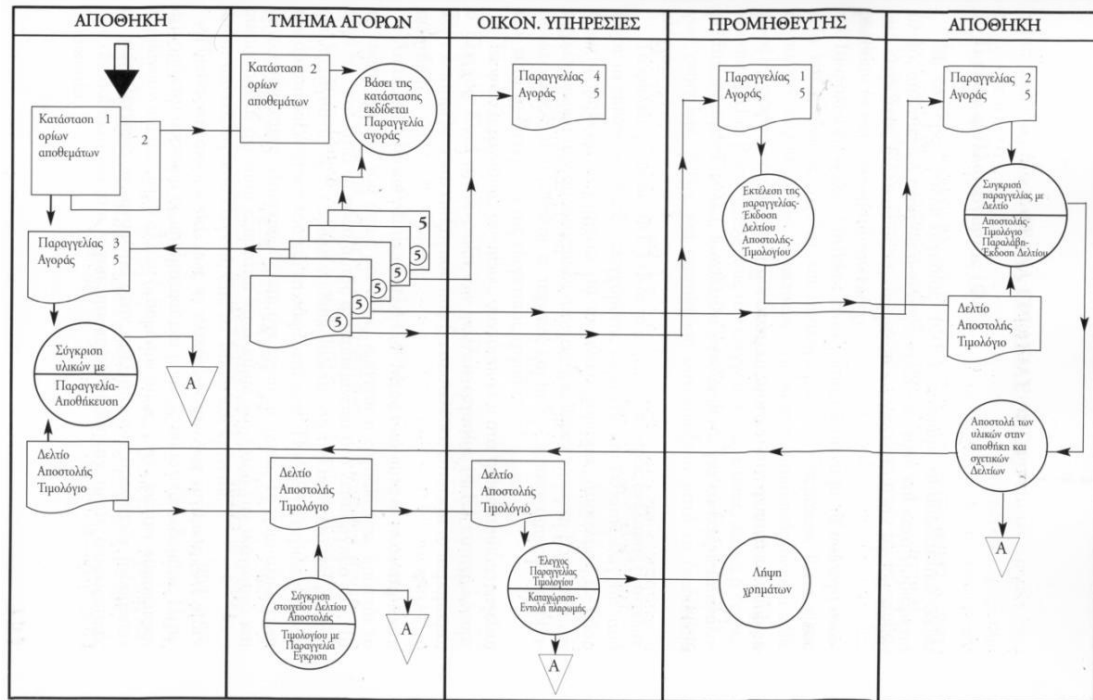 ΑΠΟΘΗΚΗ
ΤΜΗΜΑ ΑΓΟΡΩΝ
ΟΙΚΟΝ. ΥΠΗΡΕΣΙΕΣ
ΠΡΟΜΗΘΕΥΤΗΣ
ΑΠΟΘΗΚΗ
Κατάσταση 1
ορίων
αποθεμάτων
2
Παραγγελίας 3
Αγοράς 5
Σύγκριση
υλικών με
Παραγγελία-
Αποθήκευση
Α
Δελτίο
Αποστολής
Τιμολόγιο
Κατάσταση 2
ορίων
αποθεμάτων
Βάσει της
κατάστασης
εκδίδεται
Παραγγελία
αγοράς
5
5
5
5
5
5
Δελτίο
Αποστολής
Τιμολόγιο
Σύγκριση
στοιχείου Δελτίου
Αποστολής
Τιμολογίου με
Παραγγελία
Εγκριση
Α
Παραγγελίας 4
Αγοράς 5
Δελτίο
Αποστολής
Τιμολόγιο
Έλεγχος
Παραγγελίας
Τιμολογίου
Καταχώρηση-
Εντολή πλαρωμής
Α
Παραγγελίας 1
Αγοράς 5
Εκτέλεση της
παραγγελίας-
Έκδοση
Δελτίου
Αποστολής-
Τιμολογίου
Λήψη
χρημάτων
Παραγγελίας 2
Αγοράς 5
Συγκρισή
παραγγελίας με
Δελτίο
Αποστολής-
Τιμολόγιο
Παραλάβη-
Έκδοση Δελτίου
Δελτίο
Αποστολής
Τιμολόγιο
Αποστολή των
υλικών στην
αποθήκη και
σχετικών
Δελτίων
Α